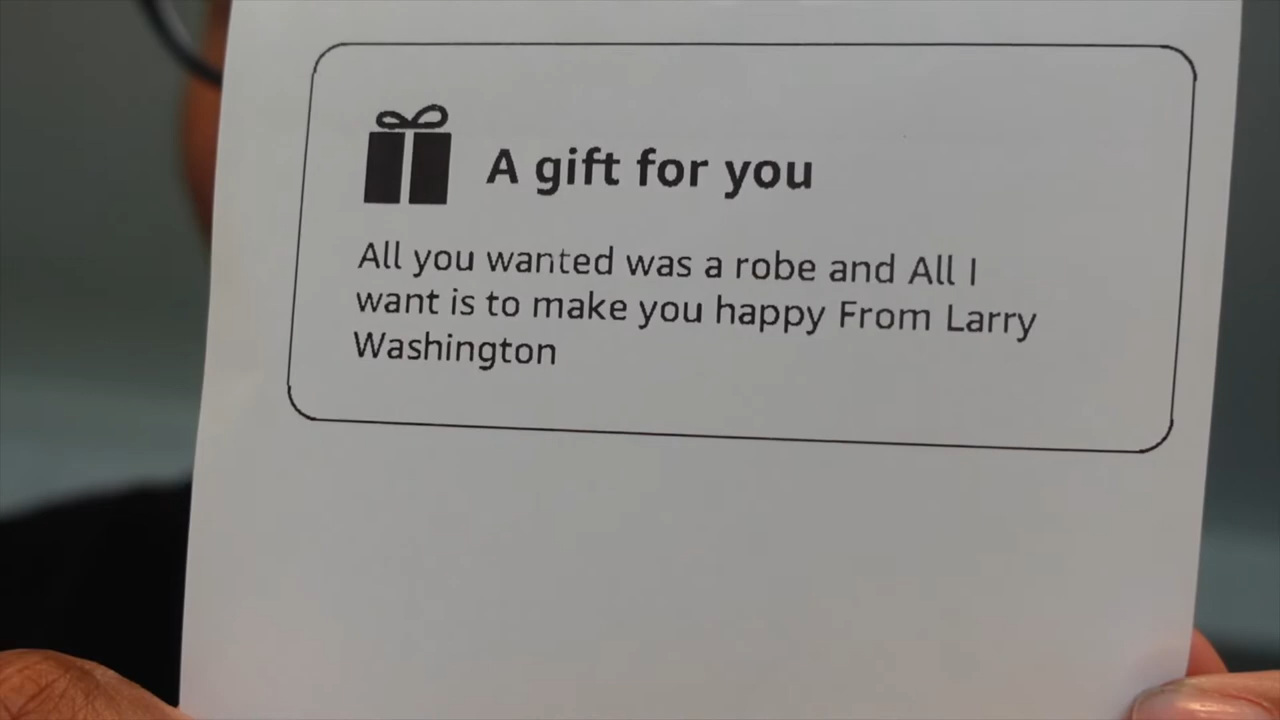 A gift for you
All you wanted was a robe and All I
want is to make you happy From Larry
Washington